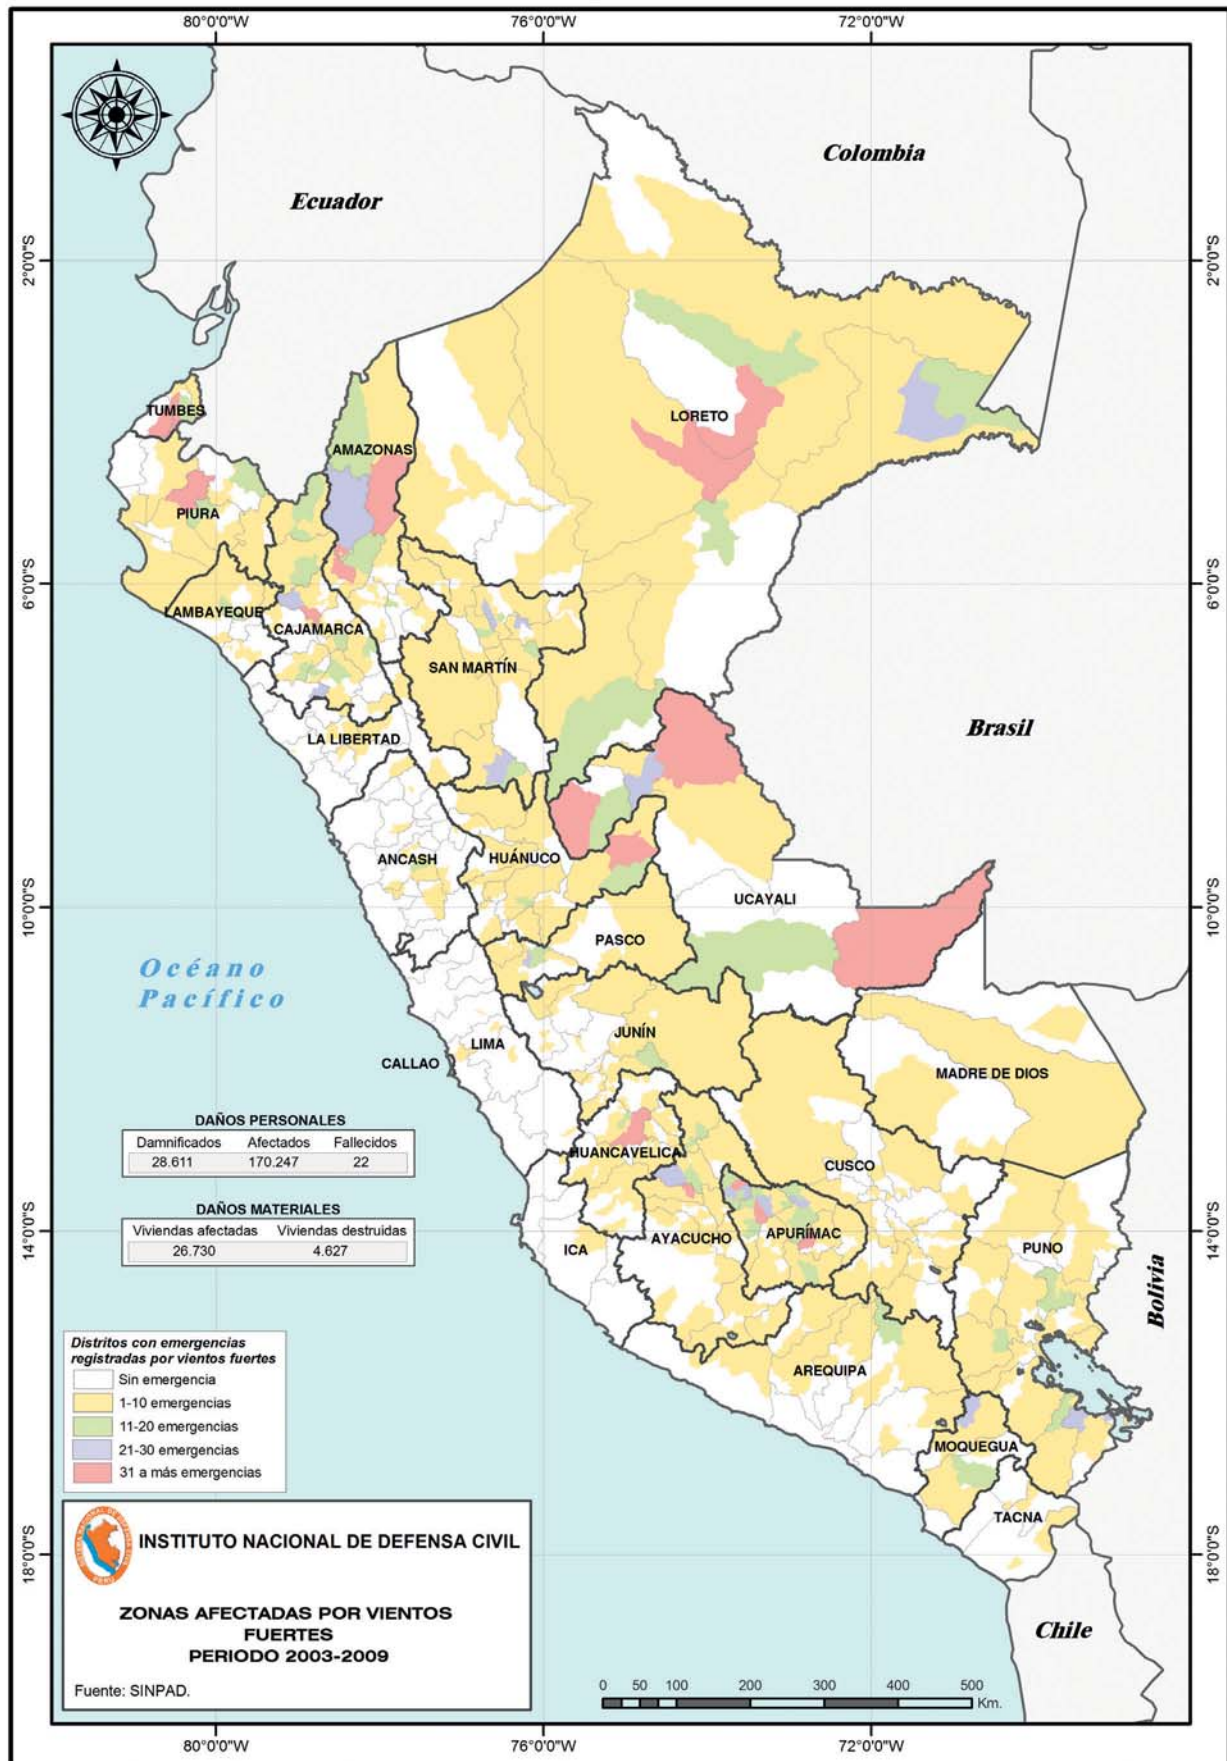 80°0'0"W 76°0'0"W 72°0'0"W
Colombia
Ecuador
2°0'0"S 2°0'0"S
TUMBES
LORETO
AMAZONAS
PIURA
6°0'0"S 6°0'0"S
LAMBAYEQUE
CAJAMARCA
SAN MARTÍN
Brasil
LA LIBERTAD
ANCASH
HUÁNUCO
UCAYALI
10°0'0"S 10°0'0"S
PASCO
Océano
Pacífico
JUNÍN
LIMA
CALLAO
MADRE DE DIOS
DAÑOS PERSONALES
Damnificados Afectados Fallecidos
28.611 170.247 22
HUANCAVELICA
CUSCO
DAÑOS MATERIALES
Viviendas afectadas Viviendas destruidas
26.730 4.627
14°0'0"S 14°0'0"S
AYACUCHO
APURÍMAC
ICA
PUNO
Bolivia
AREQUIPA
Distritos con emergencias
registradas por vientos fuertes
Sin emergencia
1-10 emergencias
11-20 emergencias
21-30 emergencias
31 a más emergencias
MOQUEGUA
TACNA
INSTITUTO NACIONAL DE DEFENSA CIVIL
PERU
18°0'0"S 18°0'0"S
ZONAS AFECTADAS POR VIENTOS
FUERTES
PERIODO 2003-2009
Fuente: SINPAD.
Chile
0 50 100 200 300 400 500
Km.
80°0'0"W 76°0'0"W 72°0'0"W